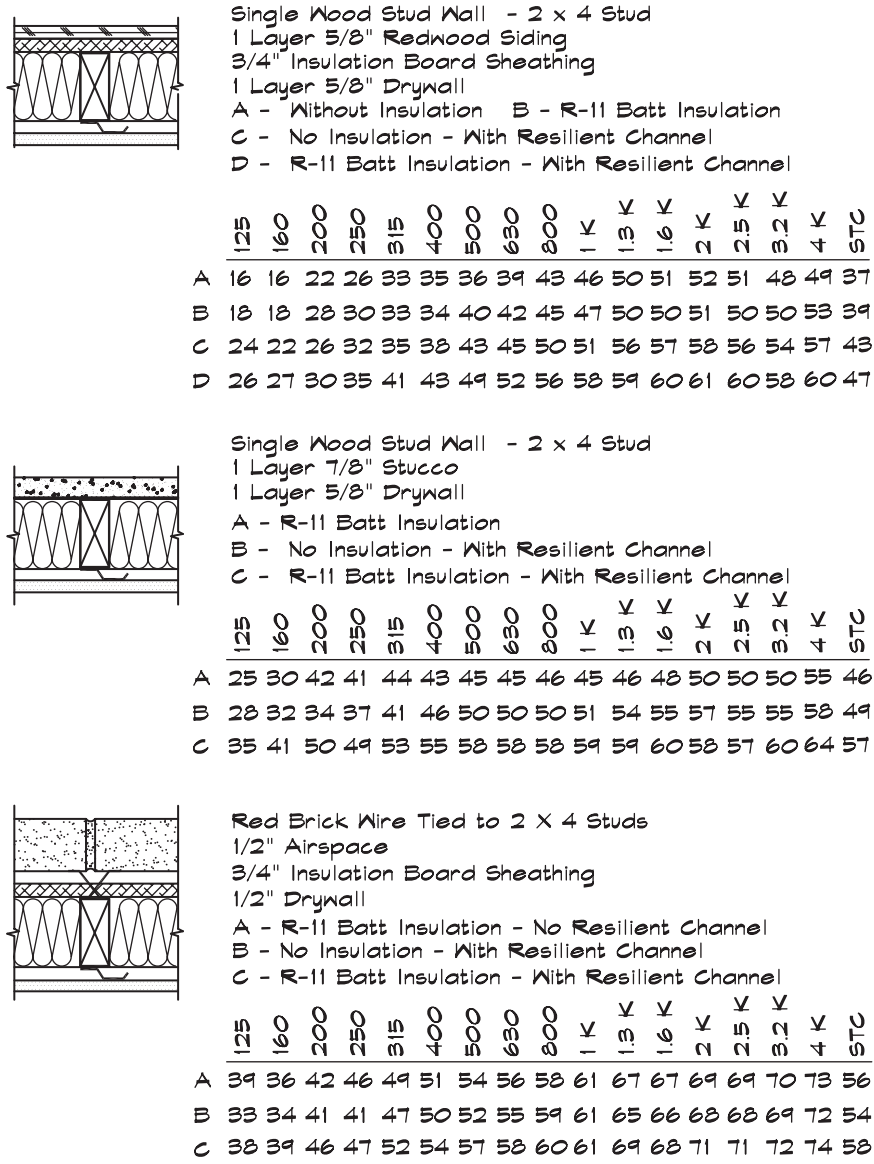 Single Wood Stud Wall - 2 x 4 Stud
1 Layer 5/8" Redwood Siding
3/4" Insulation Board Sheathing
1 Layer 5/8" Drywall
A - Without Insulation B - R-11 Batt Insulation
C - No Insulation - With Resilient Channel
D - R-11 Batt Insulation - With Resilient Channel
125 160 200 250 315 400 500 630 800 1 K 1.3 K 1.6 K 2 K 2.5 K 3.2 K 4 K STC
A 16 16 22 26 33 35 36 39 43 46 50 51 52 51 48 49 37
B 18 18 28 30 33 34 40 42 45 47 50 50 51 50 50 53 39
C 24 22 26 32 35 38 43 45 50 51 56 57 58 56 54 57 43
D 26 27 30 35 41 43 49 52 56 58 59 60 61 60 58 60 47
Single Wood Stud Wall - 2 x 4 Stud
1 Layer 7/8" Stucco
1 Layer 5/8" Drywall
A - R-11 Batt Insulation
B - No Insulation - With Resilient Channel
C - R-11 Batt Insulation - With Resilient Channel
125 160 200 250 315 400 500 630 800 1 K 1.3 K 1.6 K 2 K 2.5 K 3.2 K 4 K STC
A 25 30 42 41 44 43 45 45 46 45 46 48 50 50 50 55 46
B 28 32 34 37 41 46 50 50 50 51 54 55 57 55 55 58 49
C 35 41 50 49 53 55 58 58 58 59 59 60 58 57 60 64 57
Red Brick Wire Tied to 2 X 4 Studs
1/2" Airspace
3/4" Insulation Board Sheathing
1/2" Drywall
A - R-11 Batt Insulation - No Resilient Channel
B - No Insulation - With Resilient Channel
C - R-11 Batt Insulation - With Resilient Channel
125 160 200 250 315 400 500 630 800 1 K 1.3 K 1.6 K 2 K 2.5 K 3.2 K 4 K STC
A 39 36 42 46 49 51 54 56 58 61 67 67 69 69 70 73 56
B 33 34 41 41 47 50 52 55 59 61 65 66 68 68 69 72 54
C 38 39 46 47 52 54 57 58 60 61 69 68 71 71 72 74 58